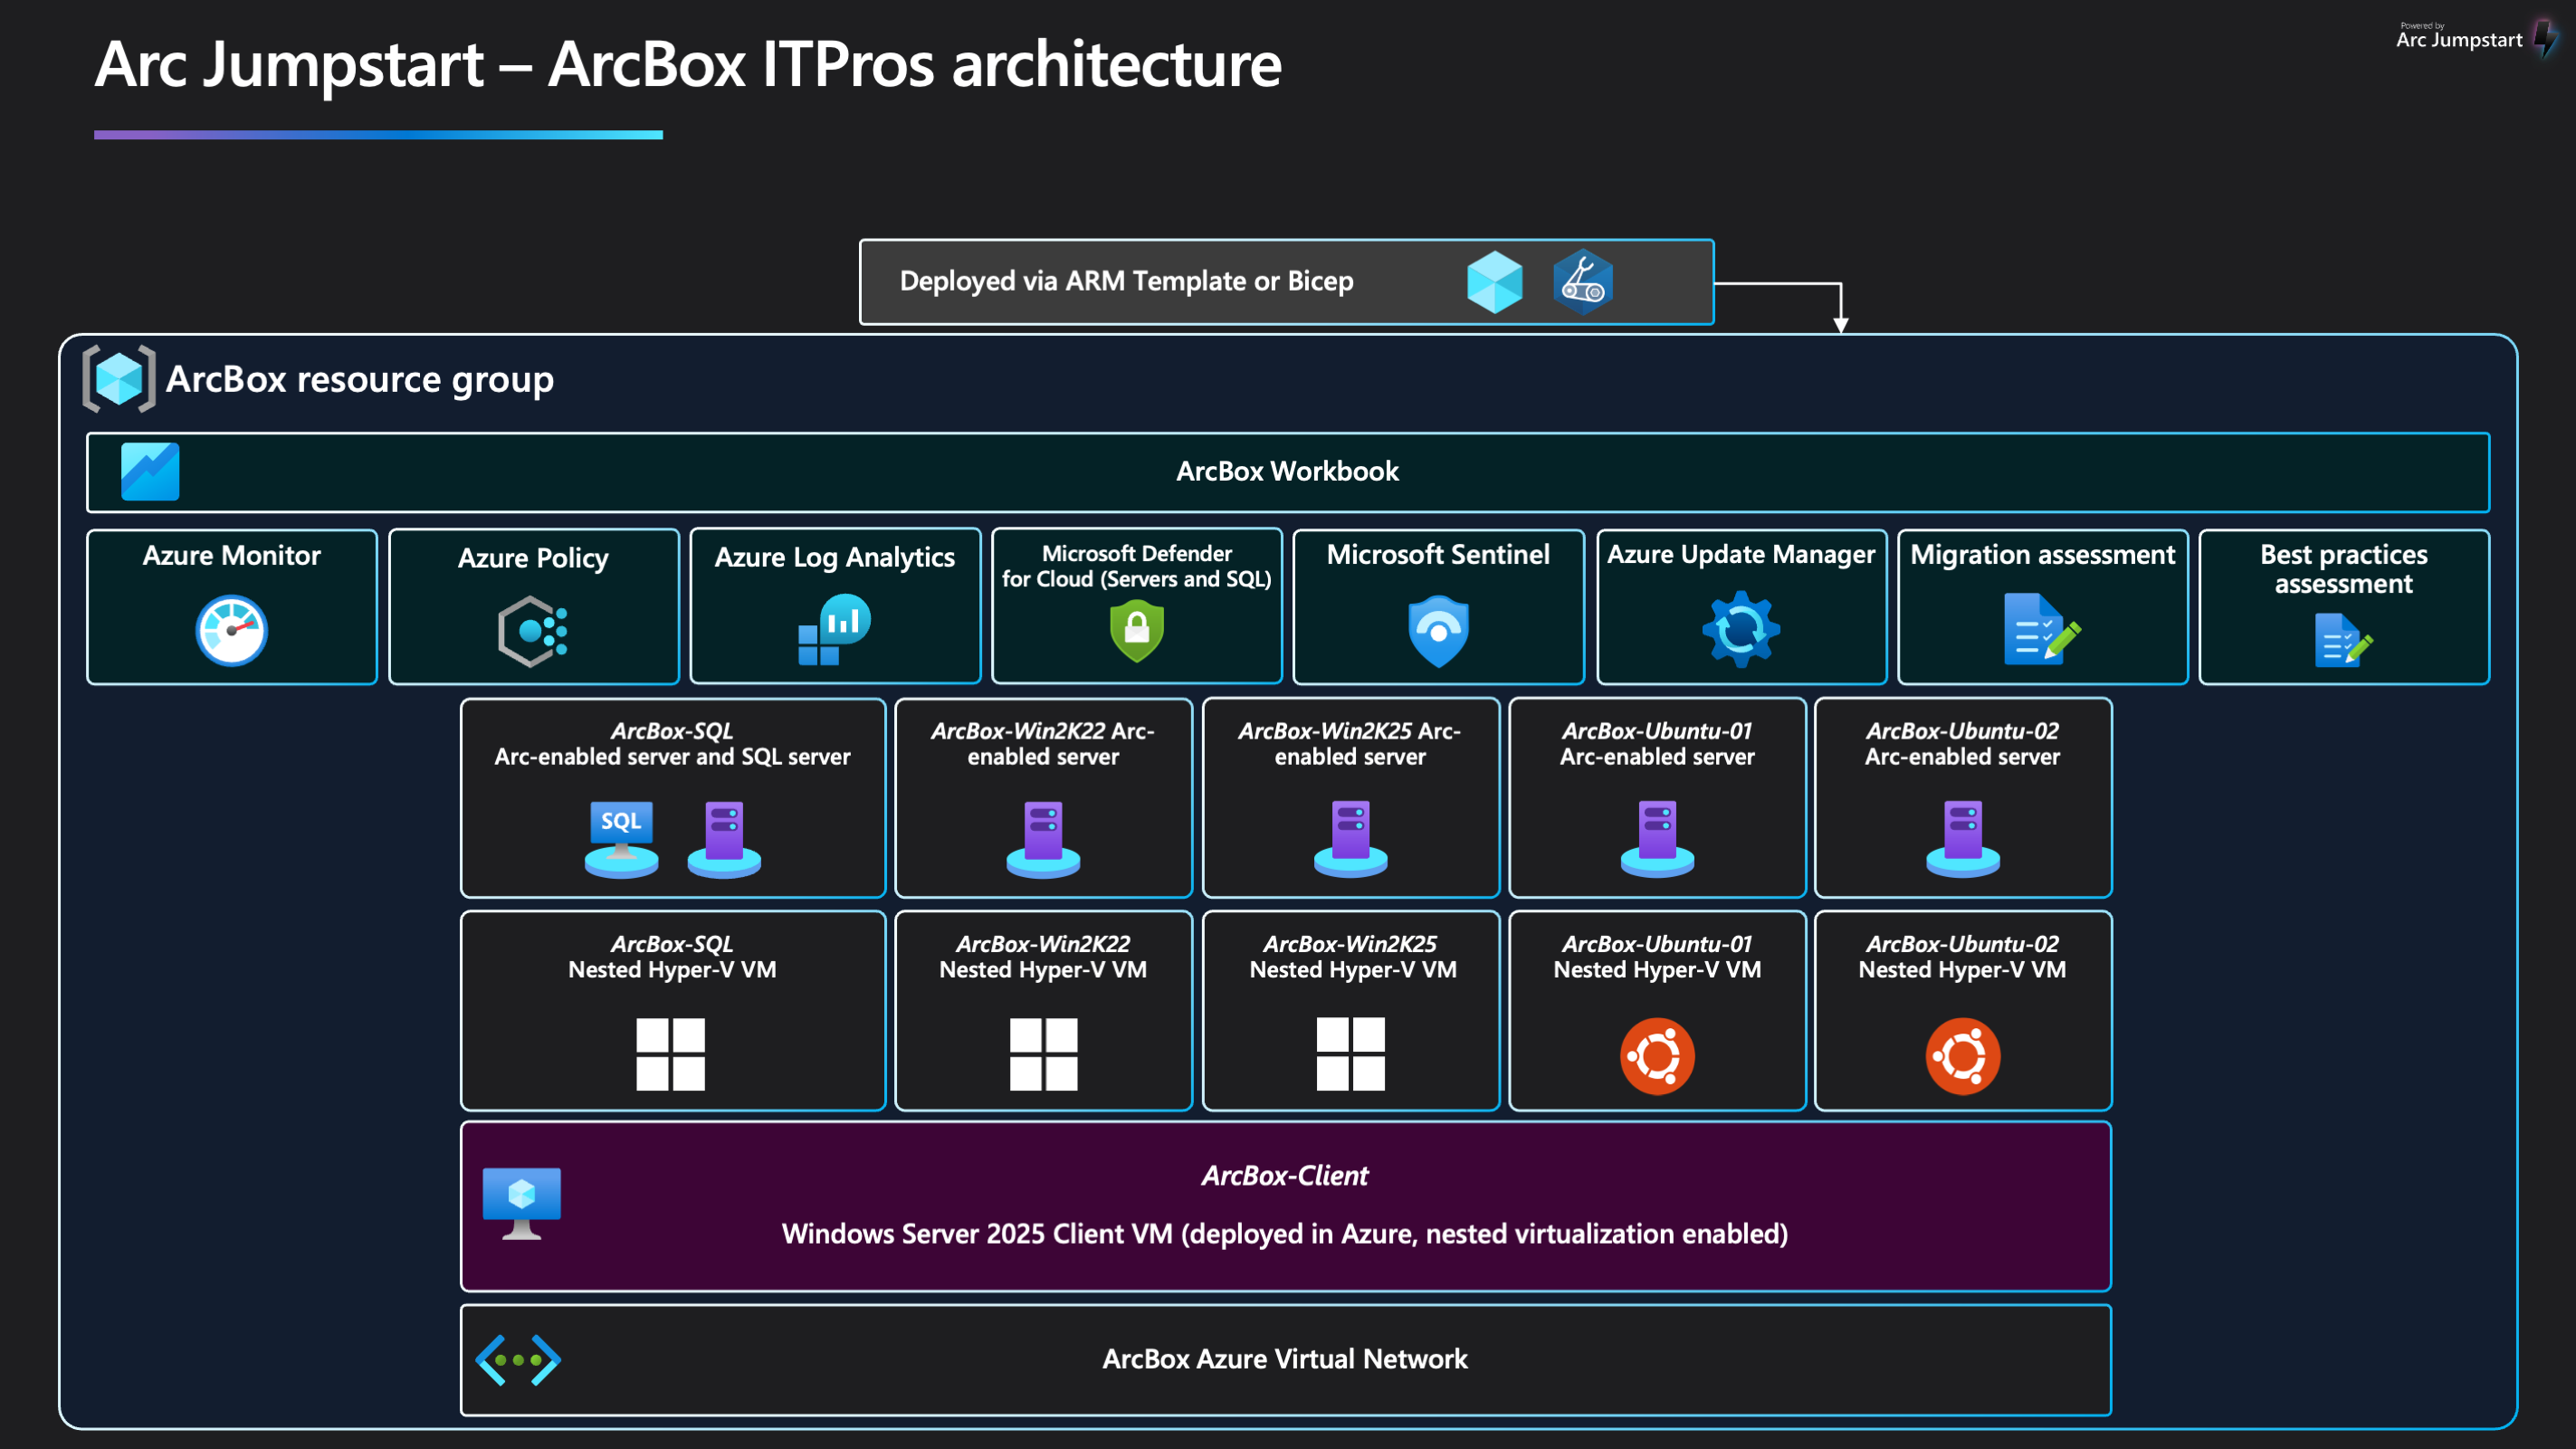 Powered by
Arc Jumpstart
Arc Jumpstart – ArcBox ITPros architecture
Deployed via ARM Template or Bicep
ArcBox resource group
ArcBox Workbook
Azure Monitor
Azure Policy
Azure Log Analytics
Microsoft Defender
for Cloud (Servers and SQL)
Microsoft Sentinel
Azure Update Manager
Migration assessment
Best practices
assessment
ArcBox-SQL
Arc-enabled server and SQL server
SQL
ArcBox-Win2K22 Arc-
enabled server
ArcBox-Win2K25 Arc-
enabled server
ArcBox-Ubuntu-01
Arc-enabled server
ArcBox-Ubuntu-02
Arc-enabled server
ArcBox-SQL
Nested Hyper-V VM
ArcBox-Win2K22
Nested Hyper-V VM
ArcBox-Win2K25
Nested Hyper-V VM
ArcBox-Ubuntu-01
Nested Hyper-V VM
ArcBox-Ubuntu-02
Nested Hyper-V VM
ArcBox-Client
Windows Server 2025 Client VM (deployed in Azure, nested virtualization enabled)
ArcBox Azure Virtual Network